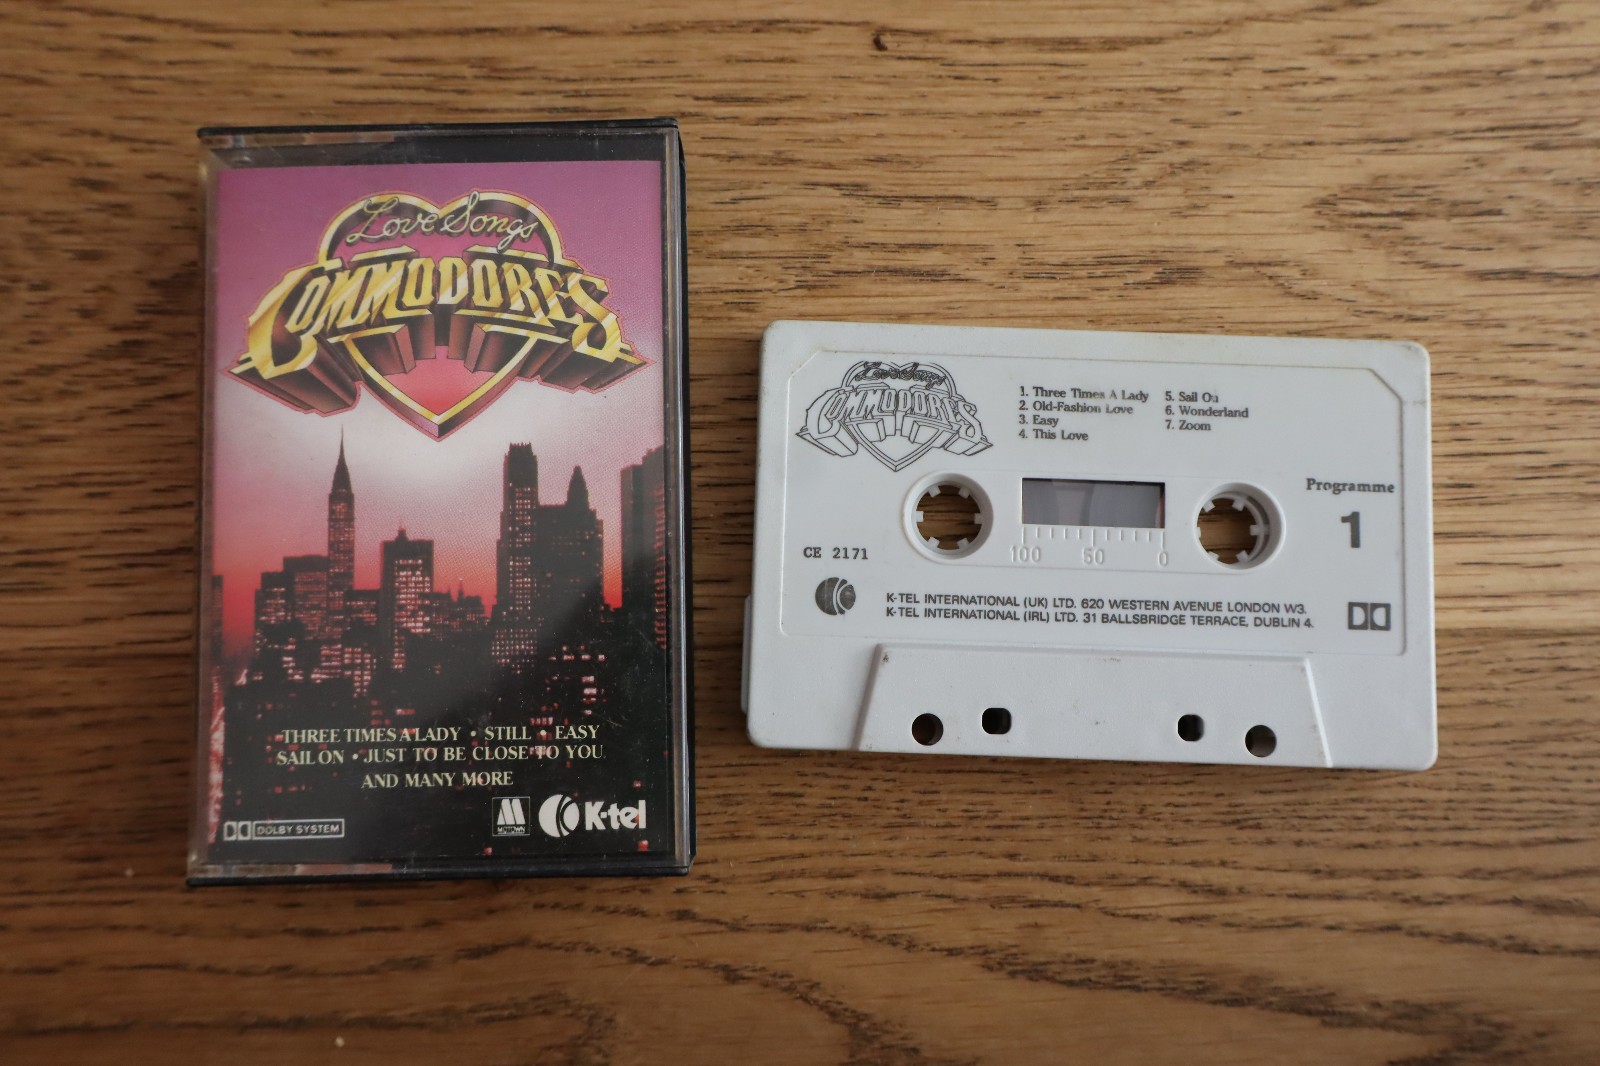 Love Songs
COMMODORES
THREE TIMES A LADY • STILL • EASY
SAIL ON • JUST TO BE CLOSE TO YOU
AND MANY MORE
DOLBY SYSTEM
MOTOWN
K-tel
Love Songs
COMMODORES
1. Three Times A Lady
2. Old-Fashion Love
3. Easy
4. This Love
5. Sail On
6. Wonderland
7. Zoom
Programme
1
CE 2171
100 50 0
K-TEL INTERNATIONAL (UK) LTD. 620 WESTERN AVENUE LONDON W3.
K-TEL INTERNATIONAL (IRL) LTD. 31 BALLSBRIDGE TERRACE, DUBLIN 4.